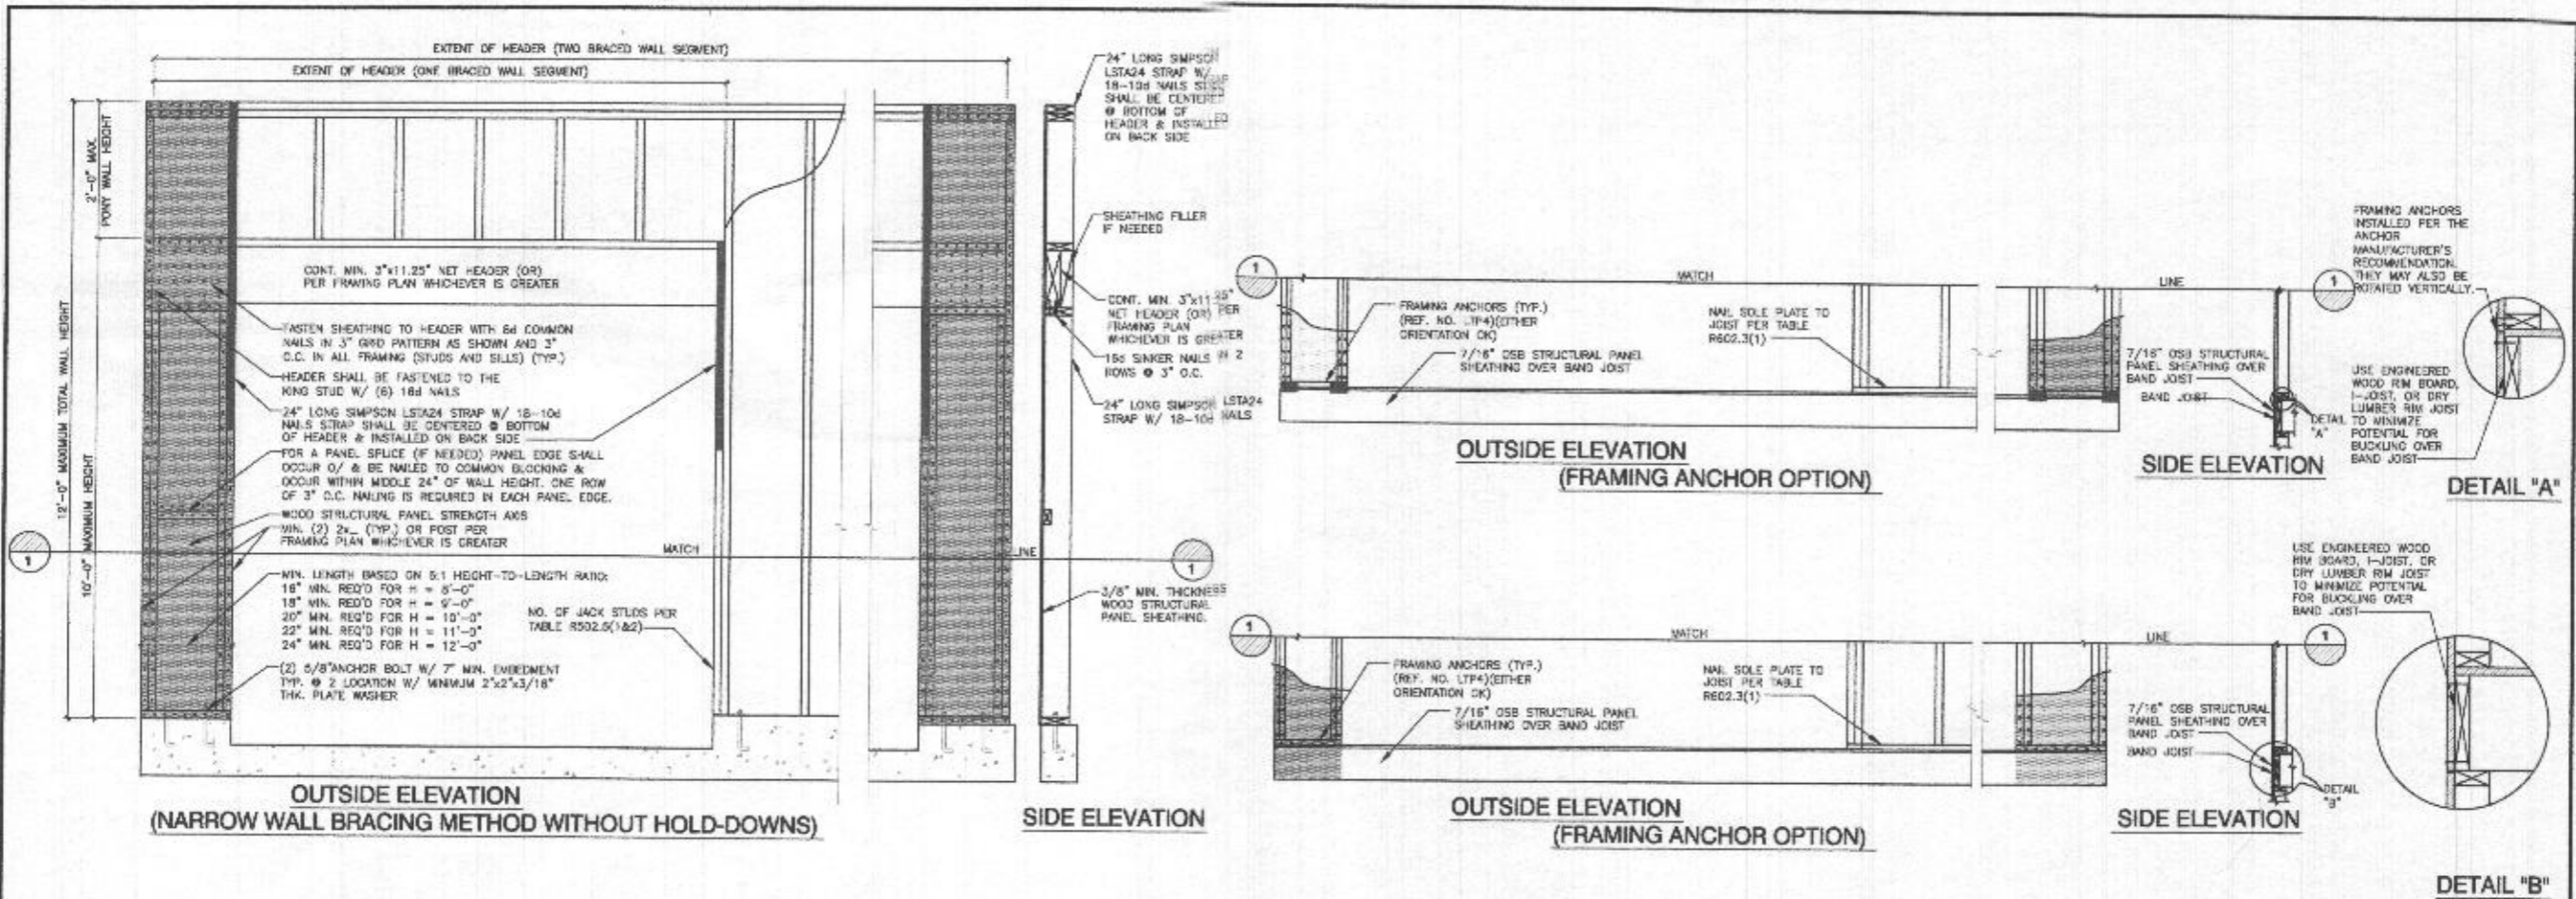 EXTENT OF HEADER (TWO BRACED WALL SEGMENT)
EXTENT OF HEADER (ONE BRACED WALL SEGMENT)
2'-0" MAX.
PONY WALL HEIGHT
12'-0" MAXIMUM TOTAL WALL HEIGHT
10'-0" MAXIMUM HEIGHT
CONT. MIN. 3"x11.25" NET HEADER (OR)
PER FRAMING PLAN WHICHEVER IS GREATER
FASTEN SHEATHING TO HEADER WITH 8d COMMON
NAILS IN 3" GRID PATTERN AS SHOWN AND 3"
O.C. IN ALL FRAMING (STUDS AND SILLS) (TYP.)
HEADER SHALL BE FASTENED TO THE
KING STUD W/ (6) 16d NAILS
24" LONG SIMPSON LSTA24 STRAP W/ 18-10d
NAILS STRAP SHALL BE CENTERED @ BOTTOM
OF HEADER & INSTALLED ON BACK SIDE
FOR A PANEL SPLICE (IF NEEDED) PANEL EDGE SHALL
OCCUR O/ & BE NAILED TO COMMON BLOCKING &
OCCUR WITHIN MIDDLE 24" OF WALL HEIGHT. ONE ROW
OF 3" O.C. NAILING IS REQUIRED IN EACH PANEL EDGE.
WOOD STRUCTURAL PANEL STRENGTH AXIS
MIN. (2) 2x_ (TYP.) OR POST PER
FRAMING PLAN WHICHEVER IS GREATER
1
MATCH
LINE
1
MIN. LENGTH BASED ON 6:1 HEIGHT-TO-LENGTH RATIO:
16" MIN. REQ'D FOR H = 8'-0"
18" MIN. REQ'D FOR H = 9'-0"
20" MIN. REQ'D FOR H = 10'-0"
22" MIN. REQ'D FOR H = 11'-0"
24" MIN. REQ'D FOR H = 12'-0"
NO. OF JACK STUDS PER
TABLE R502.5(1&2)
(2) 5/8"ANCHOR BOLT W/ 7" MIN. EMBEDMENT
TYP. @ 2 LOCATION W/ MINIMUM 2"x2"x3/16"
THK. PLATE WASHER
OUTSIDE ELEVATION
(NARROW WALL BRACING METHOD WITHOUT HOLD-DOWNS)
24" LONG SIMPSON
LSTA24 STRAP W/
18-10d NAILS
SHALL BE CENTERED
@ BOTTOM OF
HEADER & INSTALLED
ON BACK SIDE
SHEATHING FILLER
IF NEEDED
CONT. MIN. 3"x11.25"
NET HEADER (OR) PER
FRAMING PLAN
WHICHEVER IS GREATER
16d SINKER NAILS IN 2
ROWS @ 3" O.C.
24" LONG SIMPSON LSTA24
STRAP W/ 18-10d NAILS
3/8" MIN. THICKNESS
WOOD STRUCTURAL
PANEL SHEATHING.
SIDE ELEVATION
1
MATCH
LINE
1
FRAMING ANCHORS (TYP.)
(REF. NO. LTP4)(EITHER
ORIENTATION OK)
7/16" OSB STRUCTURAL PANEL
SHEATHING OVER BAND JOIST
NAIL SOLE PLATE TO
JOIST PER TABLE
R602.3(1)
OUTSIDE ELEVATION
(FRAMING ANCHOR OPTION)
7/16" OSB STRUCTURAL
PANEL SHEATHING OVER
BAND JOIST
BAND JOIST
DETAIL
"A"
SIDE ELEVATION
FRAMING ANCHORS
INSTALLED PER THE
ANCHOR
MANUFACTURER'S
RECOMMENDATION.
THEY MAY ALSO BE
ROTATED VERTICALLY.
USE ENGINEERED
WOOD RIM BOARD,
I-JOIST, OR DRY
LUMBER RIM JOIST
TO MINIMIZE
POTENTIAL FOR
BUCKLING OVER
BAND JOIST
DETAIL "A"
1
MATCH
LINE
1
FRAMING ANCHORS (TYP.)
(REF. NO. LTP4)(EITHER
ORIENTATION OK)
7/16" OSB STRUCTURAL PANEL
SHEATHING OVER BAND JOIST
NAIL SOLE PLATE TO
JOIST PER TABLE
R602.3(1)
OUTSIDE ELEVATION
(FRAMING ANCHOR OPTION)
7/16" OSB STRUCTURAL
PANEL SHEATHING OVER
BAND JOIST
BAND JOIST
DETAIL
"B"
SIDE ELEVATION
USE ENGINEERED WOOD
RIM BOARD, I-JOIST, OR
DRY LUMBER RIM JOIST
TO MINIMIZE POTENTIAL
FOR BUCKLING OVER
BAND JOIST
DETAIL "B"